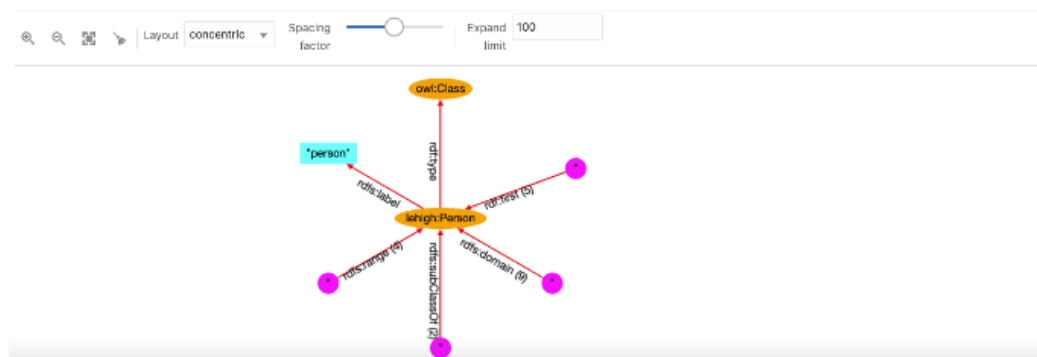 Layout
concentric
Spacing
factor
Expand
limit
100
owl:Class
rdf:type
"person"
rdfs:label
rdf:first (5)
lehigh:Person
rdfs:range (4)
rdfs:subClassOf (2)
rdfs:domain (9)